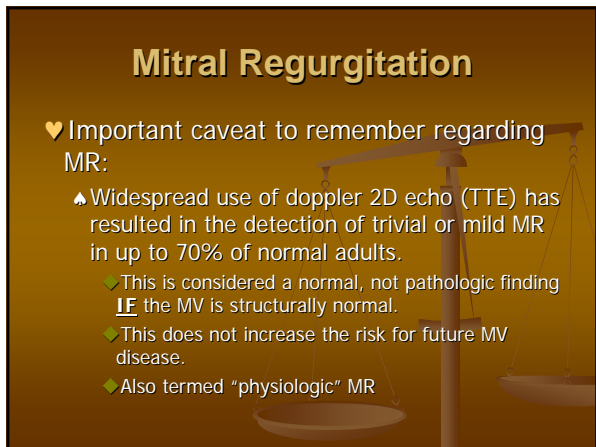 Mitral Regurgitation
♥Important caveat to remember regarding
MR:
♠Widespread use of doppler 2D echo (TTE) has
resulted in the detection of trivial or mild MR
in up to 70% of normal adults.
◆This is considered a normal, not pathologic finding
IF the MV is structurally normal.
◆This does not increase the risk for future MV
disease.
◆Also termed “physiologic” MR